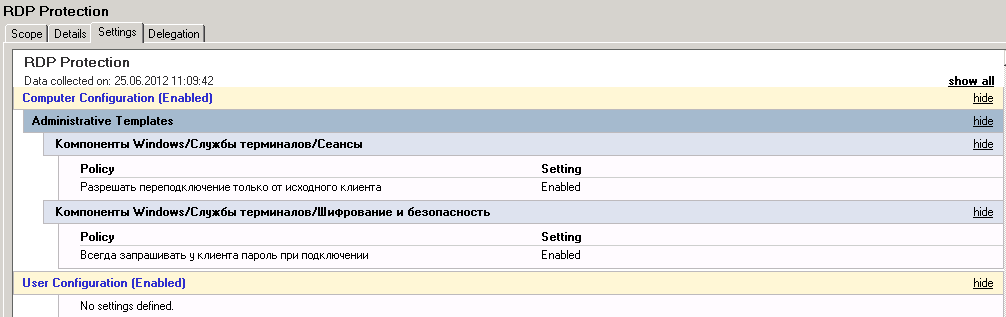 RDP Protection
Scope Details Settings Delegation
RDP Protection
Data collected on: 25.06.2012 11:09:42 show all
Computer Configuration (Enabled) hide
Administrative Templates hide
Компоненты Windows/Службы терминалов/Сеансы hide
Policy Setting
Разрешать переподключение только от исходного клиента Enabled
Компоненты Windows/Службы терминалов/Шифрование и безопасность hide
Policy Setting
Всегда запрашивать у клиента пароль при подключении Enabled
User Configuration (Enabled) hide
No settings defined.